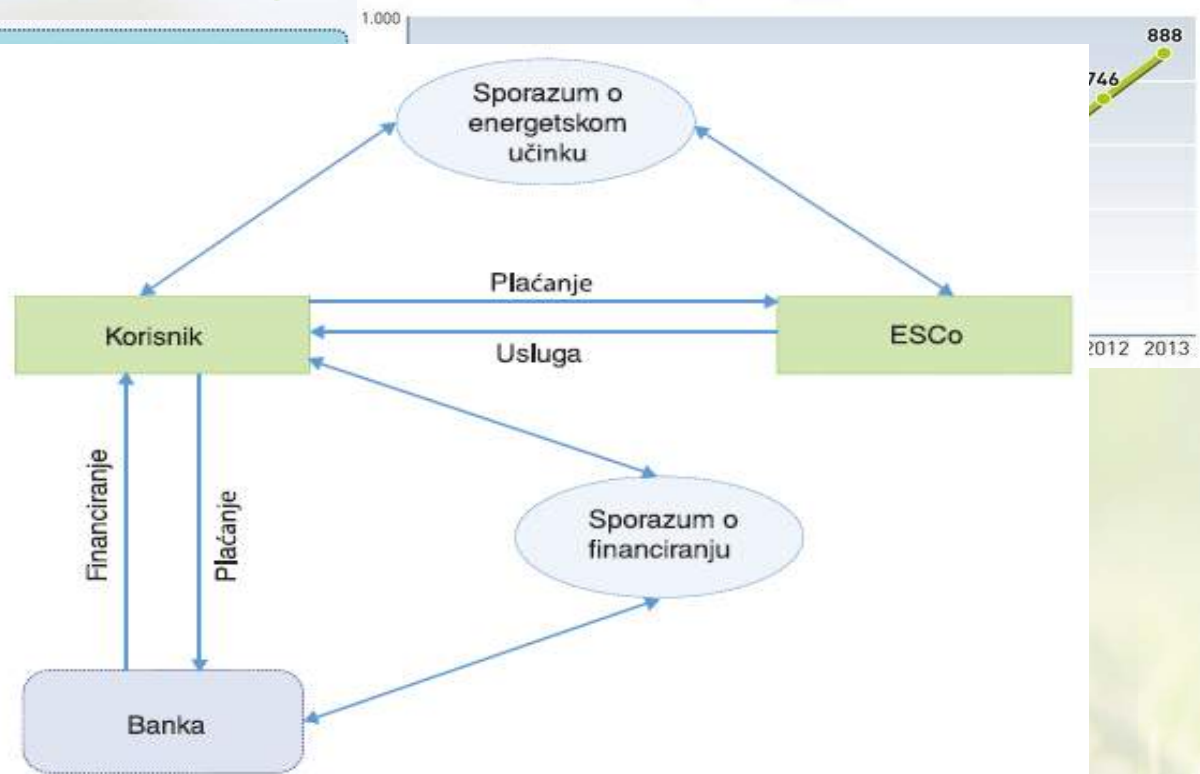 1.000
888
746
2012 2013
Sporazum o
energetskom
učinku
Plaćanje
Korisnik
ESCo
Usluga
Financiranje
Plaćanje
Sporazum o
financiranju
Banka